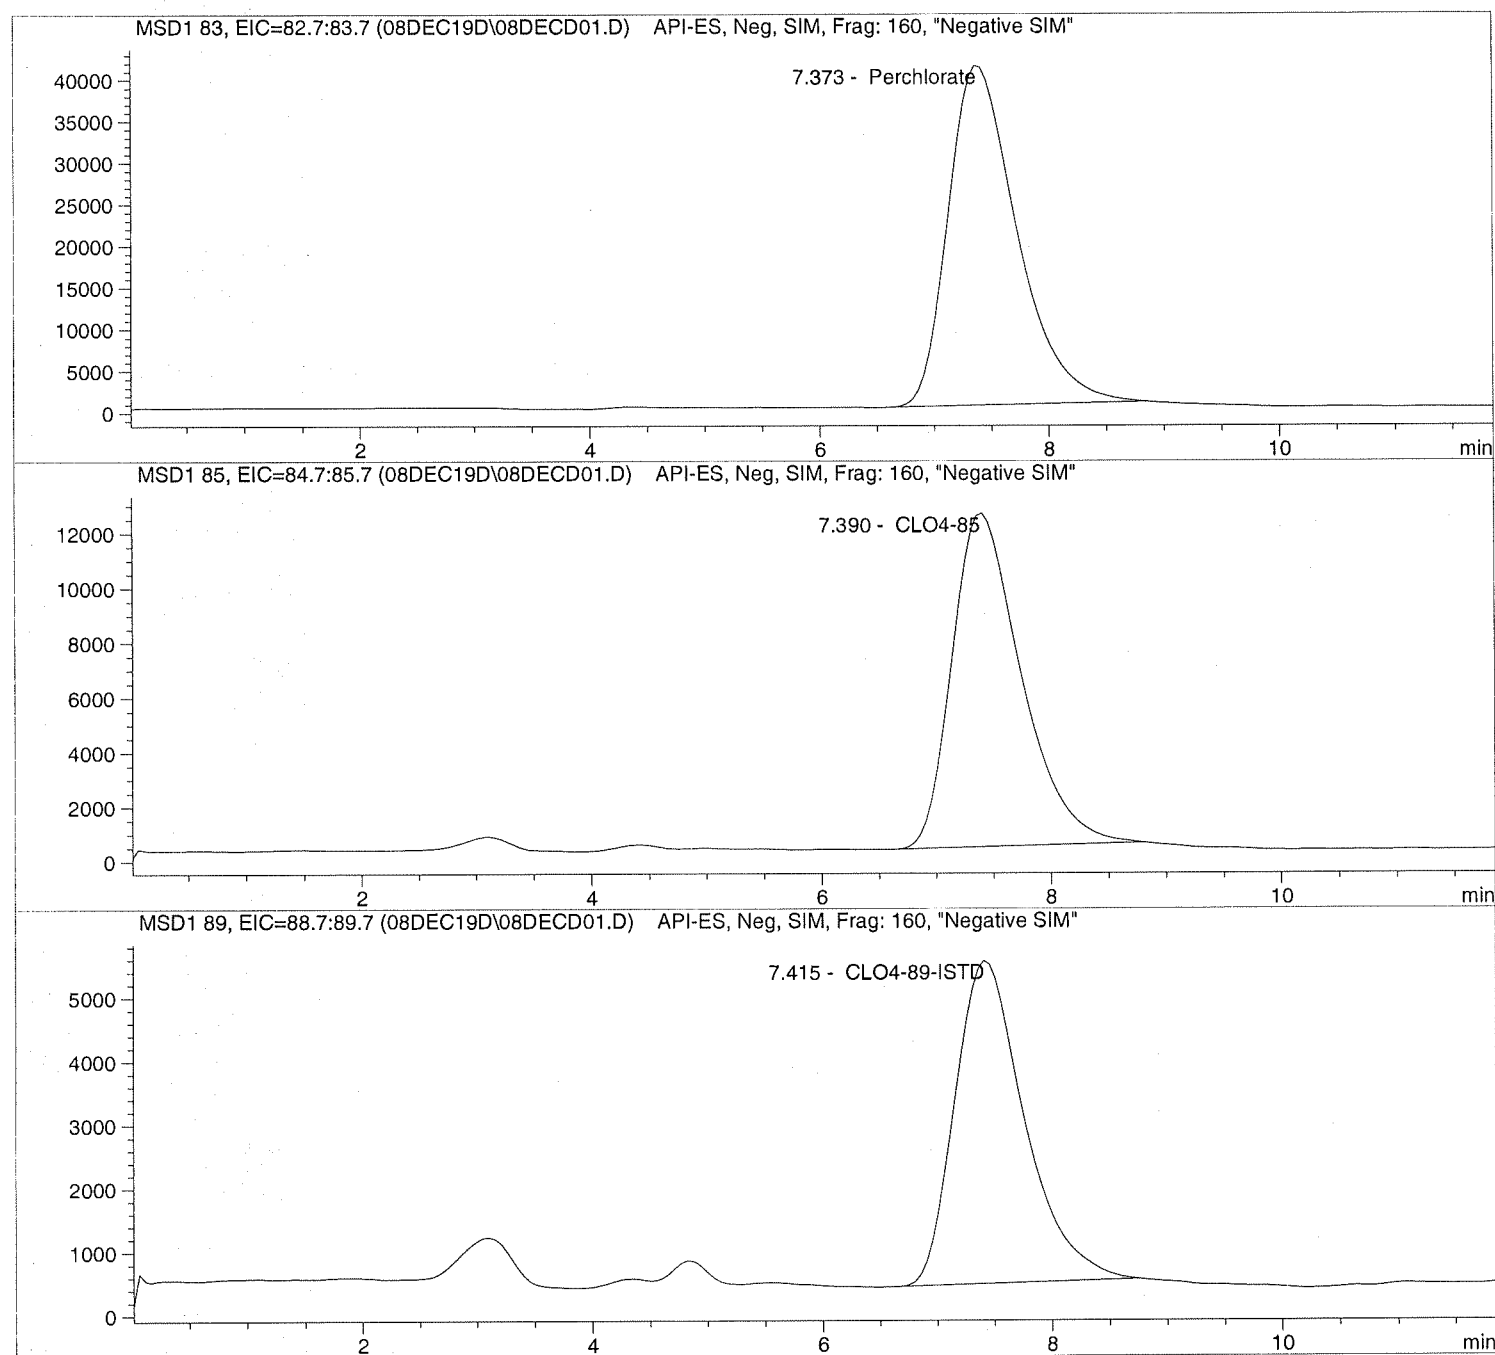 MSD1 83, EIC=82.7:83.7 (08DEC19D\08DECD01.D) API-ES, Neg, SIM, Frag: 160, "Negative SIM"
7.373 - Perchlorate
40000
35000
30000
25000
20000
15000
10000
5000
0
2 4 6 8 10 min
MSD1 85, EIC=84.7:85.7 (08DEC19D\08DECD01.D) API-ES, Neg, SIM, Frag: 160, "Negative SIM"
7.390 - CLO4-85
12000
10000
8000
6000
4000
2000
0
2 4 6 8 10 min
MSD1 89, EIC=88.7:89.7 (08DEC19D\08DECD01.D) API-ES, Neg, SIM, Frag: 160, "Negative SIM"
7.415 - CLO4-89-ISTD
5000
4000
3000
2000
1000
0
2 4 6 8 10 min